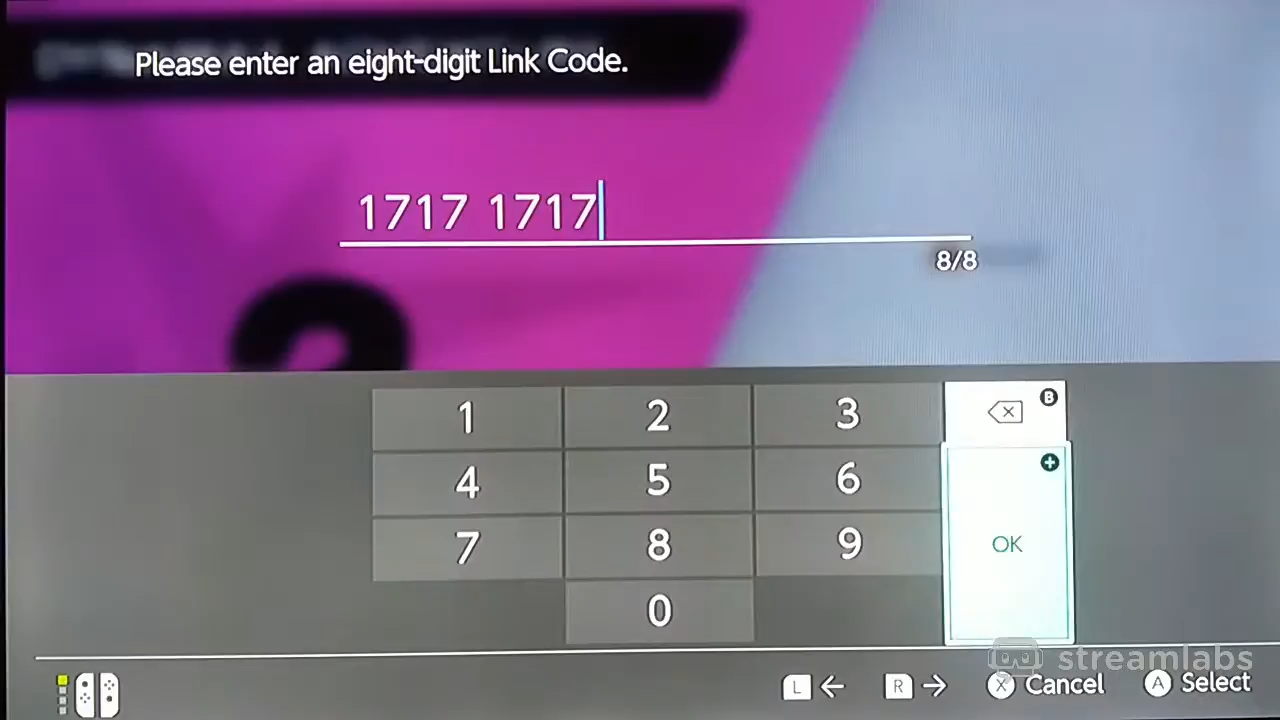 Please enter an eight-digit Link Code.
1717 1717
8/8
1 2 3 B
4 5 6 +
7 8 9 OK
0
streamlabs
L R X Cancel A Select